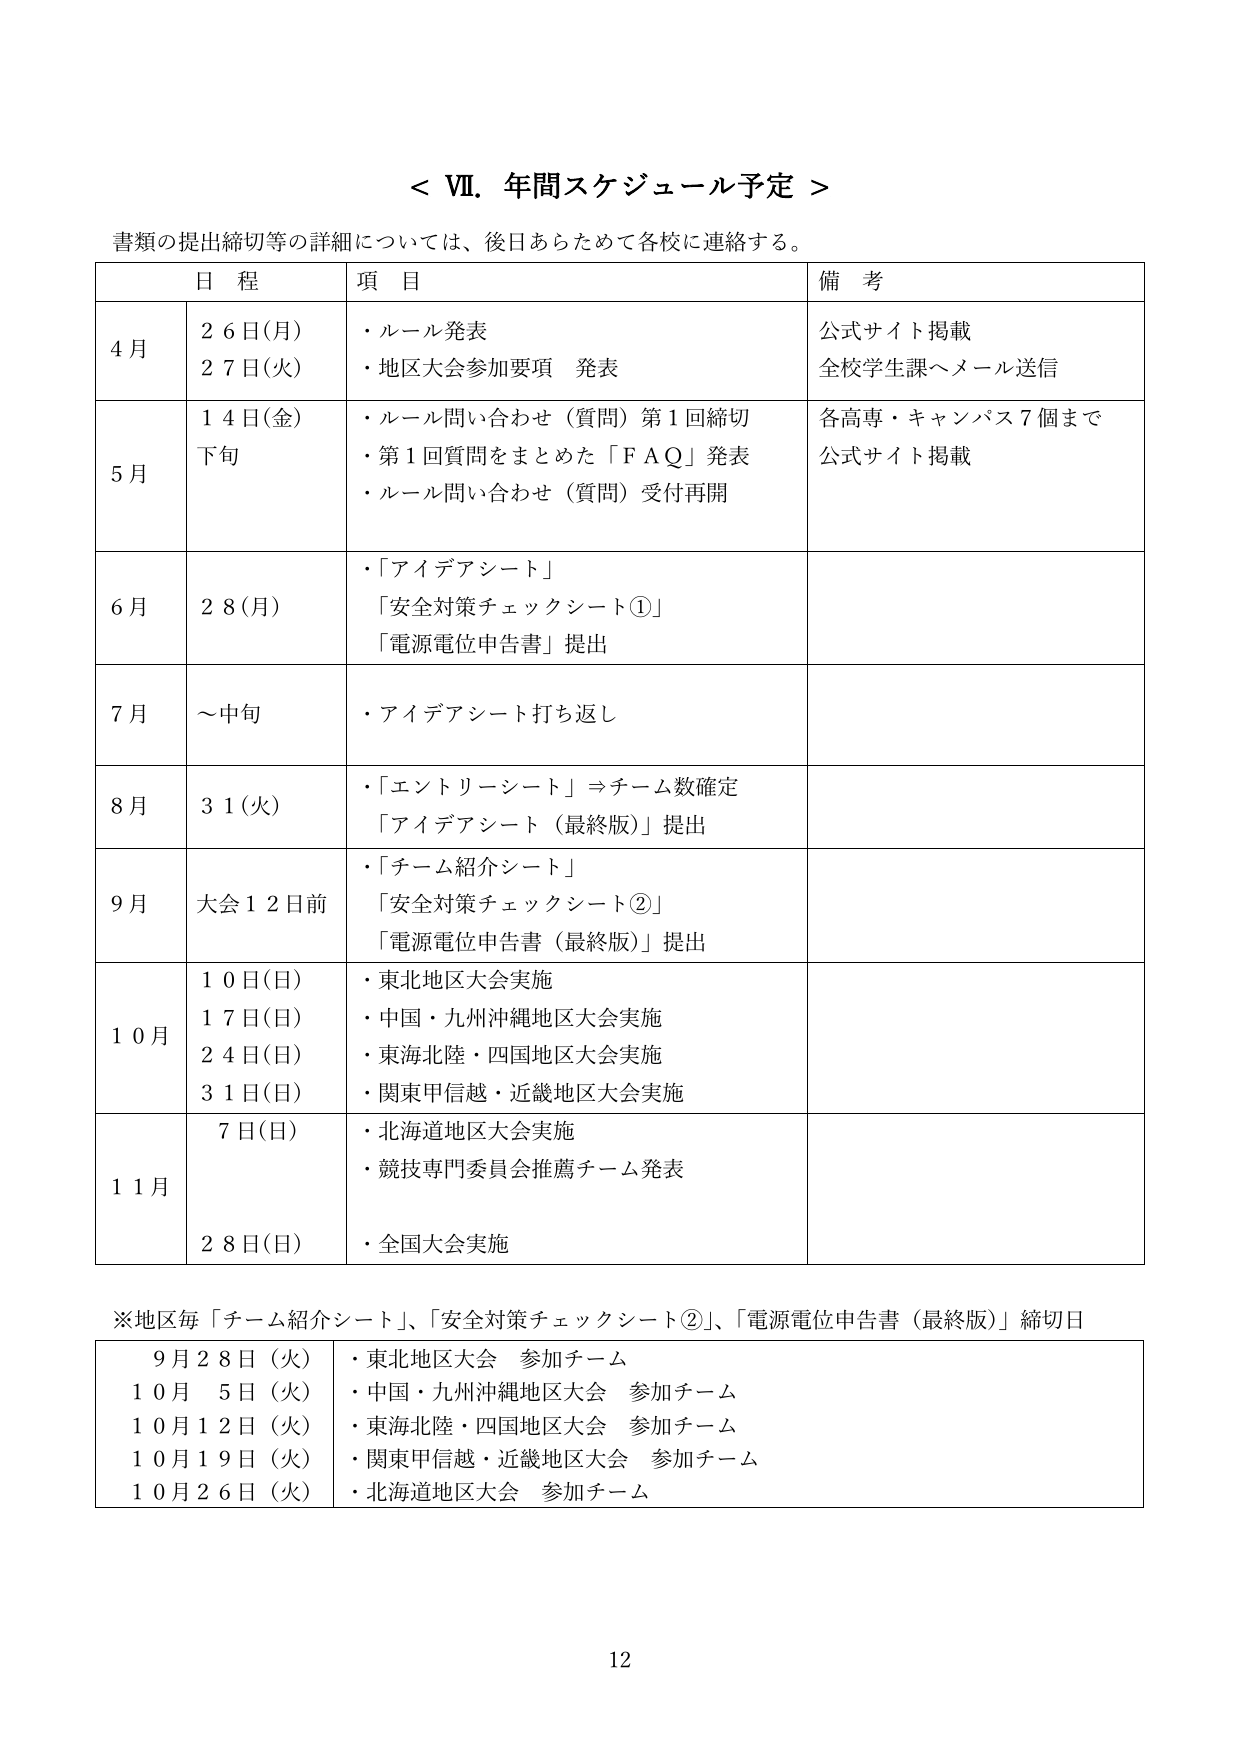 < Ⅶ．年間スケジュール予定 >
書類の提出締切等の詳細については、後日あらためて各校に連絡する。
日　程　項　目　備　考
４月
２６日(月)　・ルール発表　公式サイト掲載
２７日(火)　・地区大会参加要項　発表　全校学生課へメール送信
５月
１４日(金)　・ルール問い合わせ（質問）第１回締切　各高専・キャンパス７個まで
下旬　・第１回質問をまとめた「ＦＡＱ」発表　公式サイト掲載
・ルール問い合わせ（質問）受付再開
６月　２８(月)
・「アイデアシート」
「安全対策チェックシート①」
「電源電位申告書」提出
７月　～中旬　・アイデアシート打ち返し
８月　３１(火)
・「エントリーシート」⇒チーム数確定
「アイデアシート（最終版）」提出
９月　大会１２日前
・「チーム紹介シート」
「安全対策チェックシート②」
「電源電位申告書（最終版）」提出
１０月
１０日(日)　・東北地区大会実施
１７日(日)　・中国・九州沖縄地区大会実施
２４日(日)　・東海北陸・四国地区大会実施
３１日(日)　・関東甲信越・近畿地区大会実施
１１月
７日(日)　・北海道地区大会実施
・競技専門委員会推薦チーム発表
２８日(日)　・全国大会実施
※地区毎「チーム紹介シート」、「安全対策チェックシート②」、「電源電位申告書（最終版）」締切日
９月２８日（火）　・東北地区大会　参加チーム
１０月　５日（火）　・中国・九州沖縄地区大会　参加チーム
１０月１２日（火）　・東海北陸・四国地区大会　参加チーム
１０月１９日（火）　・関東甲信越・近畿地区大会　参加チーム
１０月２６日（火）　・北海道地区大会　参加チーム
12